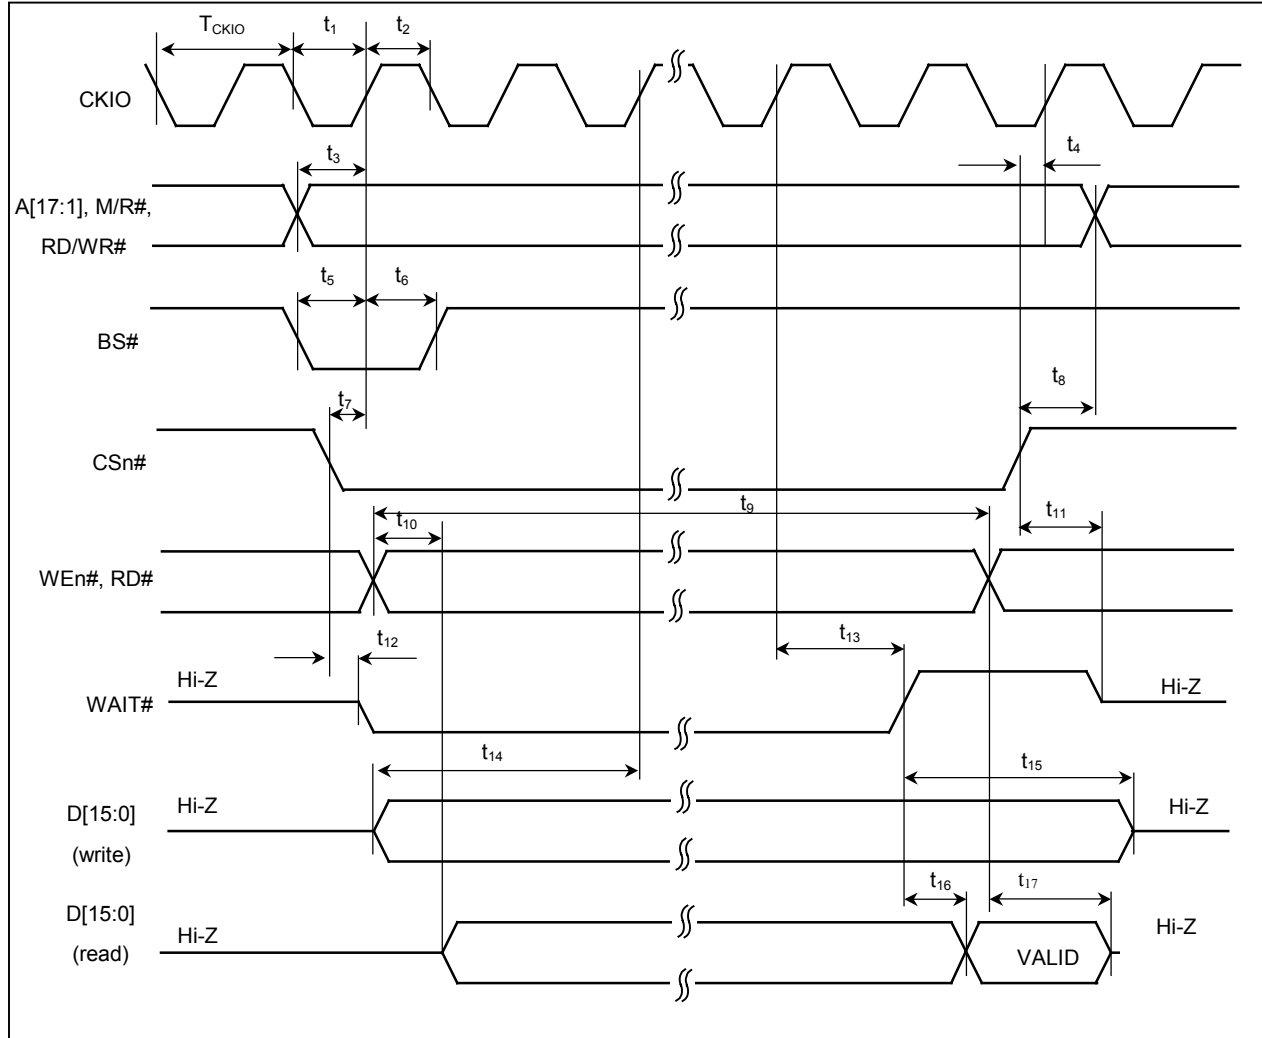 T_CKIO t₁ t₂
CKIO
t₃ t₄
A[17:1], M/R#,
RD/WR#
t₅ t₆
BS#
t₇ t₈
CSn#
t₉
t₁₀ t₁₁
WEn#, RD#
t₁₂ t₁₃
Hi-Z Hi-Z
WAIT#
t₁₄ t₁₅
Hi-Z Hi-Z
D[15:0]
(write)
t₁₆ t₁₇
D[15:0]
Hi-Z Hi-Z
(read) VALID